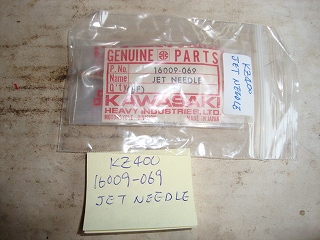 GENUINE PARTS
P. No. 16009-069
Name JET NEEDLE
Q'ty
KAWASAKI
HEAVY INDUSTRIES, LTD.
KZ400
JET NEEDLE
KZ400
16009-069
JET NEEDLE